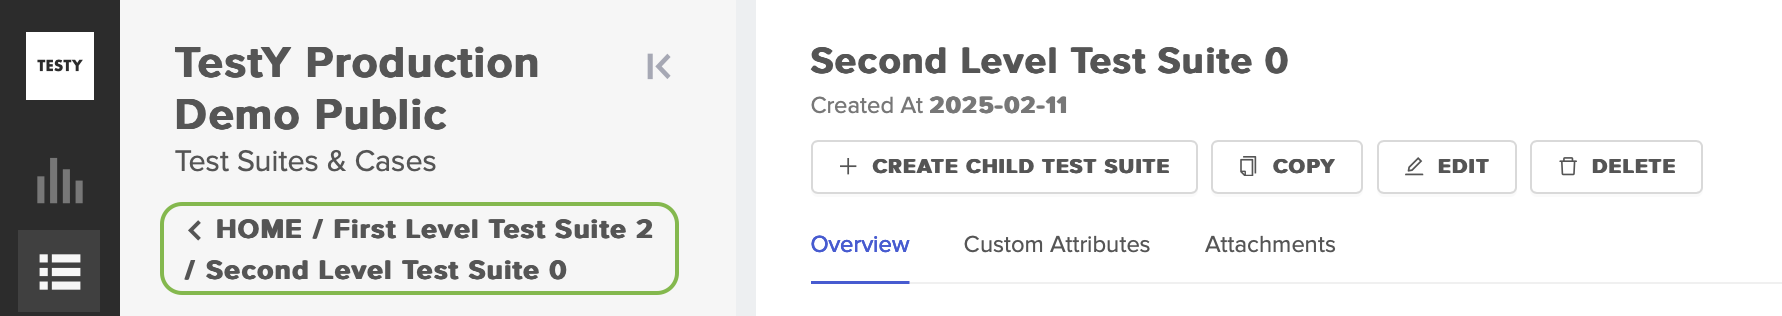 TESTY
TestY Production
Demo Public
Test Suites & Cases
HOME / First Level Test Suite 2
/ Second Level Test Suite 0
Second Level Test Suite 0
Created At 2025-02-11
CREATE CHILD TEST SUITE
COPY
EDIT
DELETE
Overview
Custom Attributes
Attachments